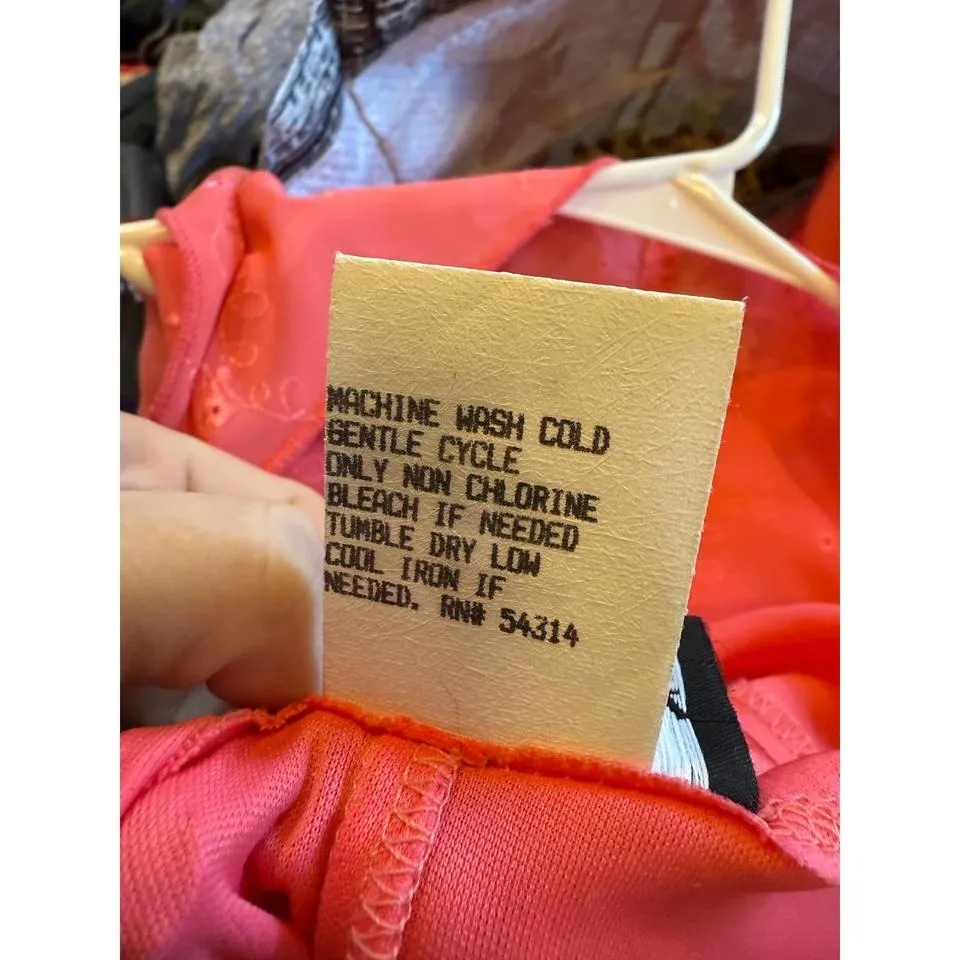 MACHINE WASH COLD
GENTLE CYCLE
ONLY NON CHLORINE
BLEACH IF NEEDED
TUMBLE DRY LOW
COOL IRON IF
NEEDED. RN# 54314